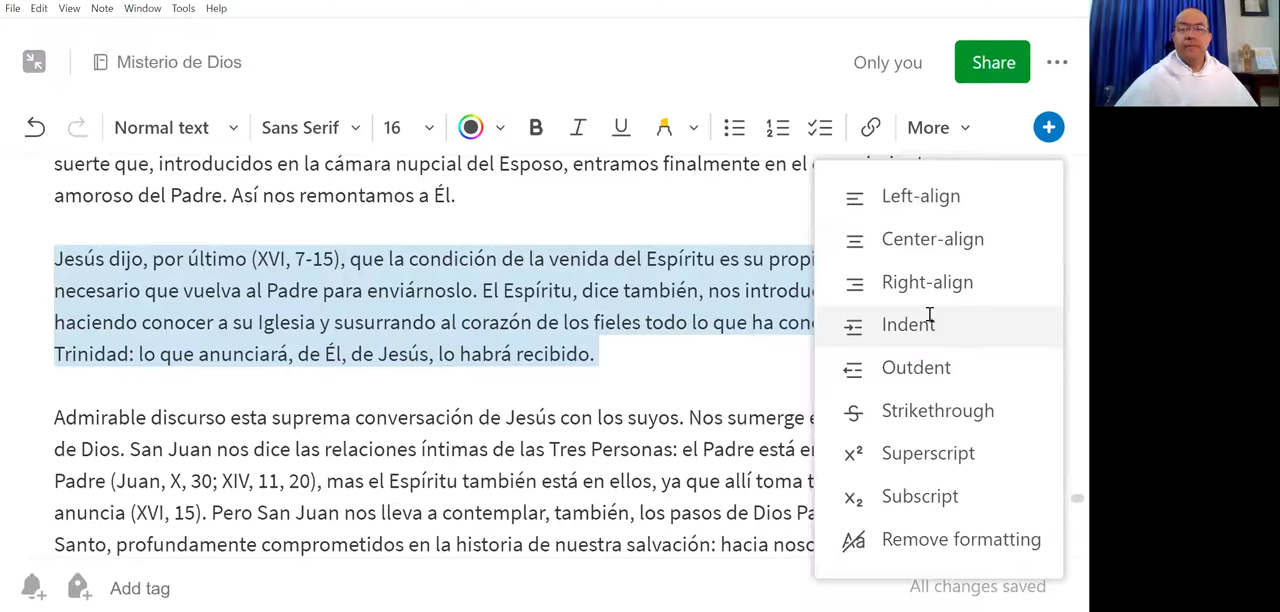 File Edit View Note Window Tools Help
Misterio de Dios Only you Share
Normal text Sans Serif 16 B I U More
suerte que, introducidos en la cámara nupcial del Esposo, entramos finalmente en el
amoroso del Padre. Así nos remontamos a Él.
Jesús dijo, por último (XVI, 7-15), que la condición de la venida del Espíritu es su
necesario que vuelva al Padre para enviárnoslo. El Espíritu, dice también, nos
haciendo conocer a su Iglesia y susurrando al corazón de los fieles todo lo que ha
Trinidad: lo que anunciará, de Él, de Jesús, lo habrá recibido.
Admirable discurso esta suprema conversación de Jesús con los suyos. Nos sumerge
de Dios. San Juan nos dice las relaciones íntimas de las Tres Personas: el Padre está
Padre (Juan, X, 30; XIV, 11, 20), mas el Espíritu también está en ellos, ya que allí toma
anuncia (XVI, 15). Pero San Juan nos lleva a contemplar, también, los pasos de Dios
Santo, profundamente comprometidos en la historia de nuestra salvación: hacia
Left-align
Center-align
Right-align
Indent
Outdent
Strikethrough
x² Superscript
x₂ Subscript
Remove formatting
Add tag All changes saved